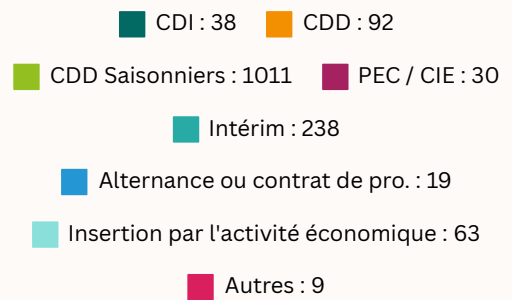 CDI : 38 CDD : 92
CDD Saisonniers : 1011 PEC / CIE : 30
Intérim : 238
Alternance ou contrat de pro. : 19
Insertion par l'activité économique : 63
Autres : 9